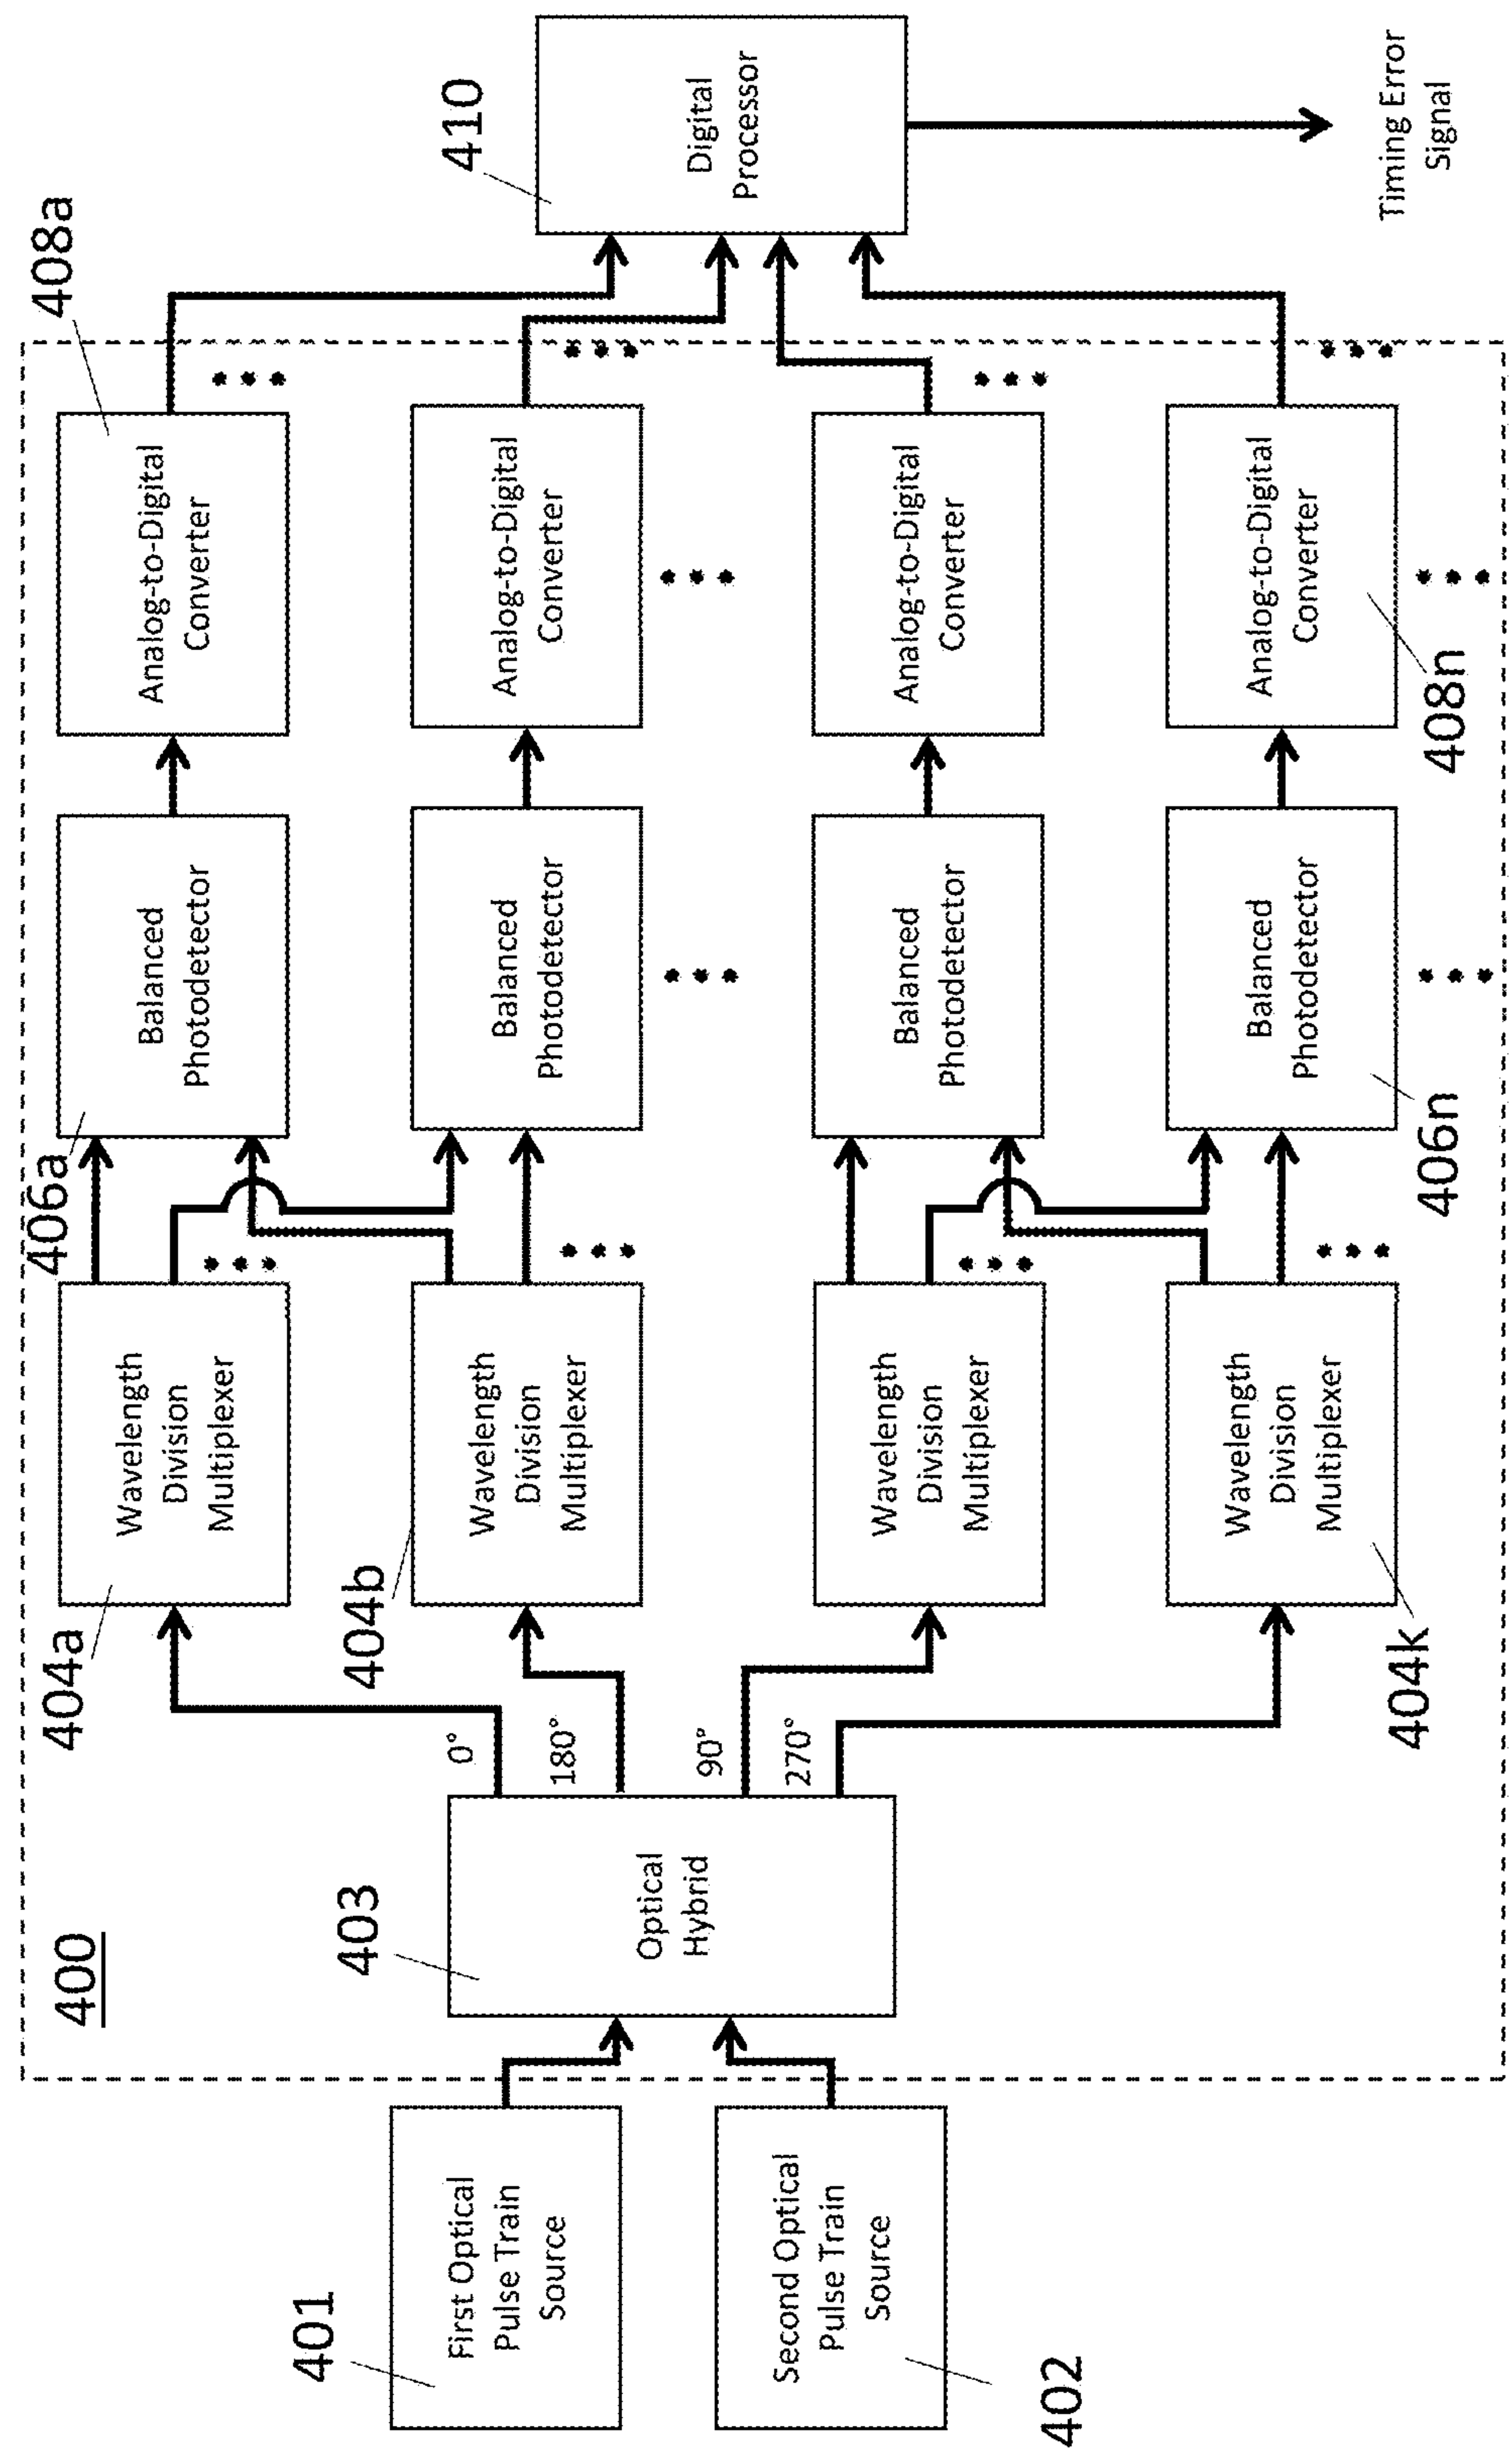 400
401
First Optical
Pulse Train
Source
402
Second Optical
Pulse Train
Source
403
Optical
Hybrid
0°
180°
90°
270°
404a
Wavelength
Division
Multiplexer
404b
Wavelength
Division
Multiplexer
Wavelength
Division
Multiplexer
404k
Wavelength
Division
Multiplexer
406a
Balanced
Photodetector
Balanced
Photodetector
Balanced
Photodetector
406n
Balanced
Photodetector
408a
Analog-to-Digital
Converter
Analog-to-Digital
Converter
Analog-to-Digital
Converter
408n
Analog-to-Digital
Converter
410
Digital
Processor
Timing Error
Signal